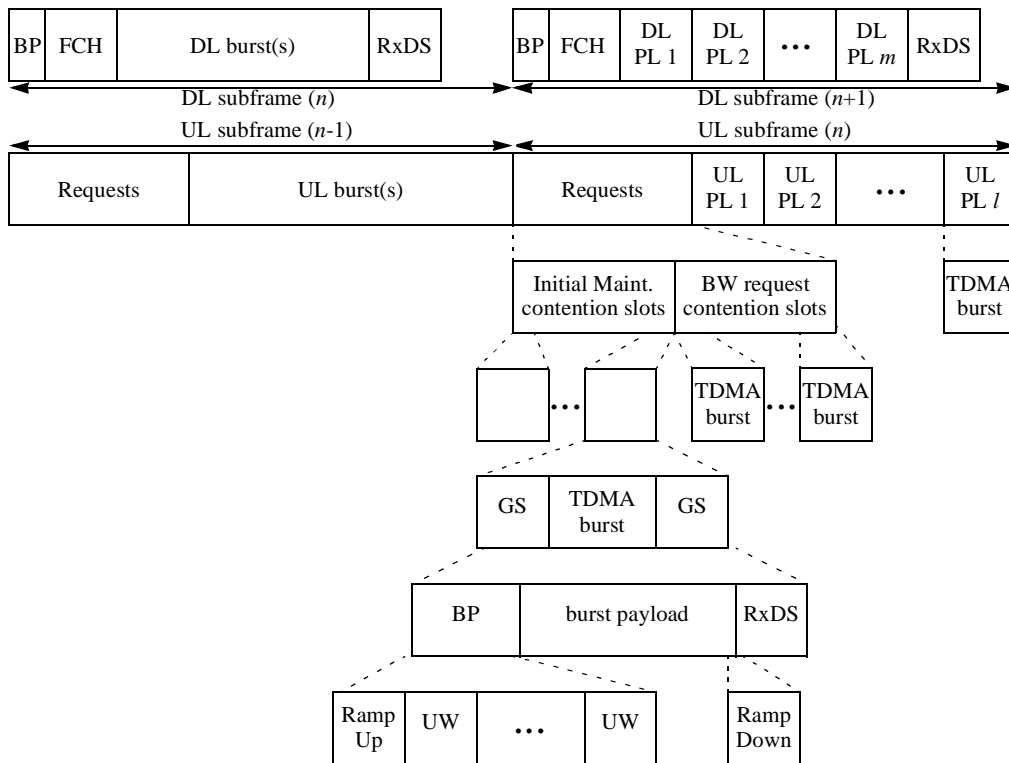 BP FCH DL burst(s) RxDS BP FCH DL PL 1 DL PL 2 ••• DL PL m RxDS
DL subframe (n) DL subframe (n+1)
UL subframe (n-1) UL subframe (n)
Requests UL burst(s) Requests UL PL 1 UL PL 2 ••• UL PL l
Initial Maint. contention slots BW request contention slots TDMA burst
••• TDMA burst ••• TDMA burst
GS TDMA burst GS
BP burst payload RxDS
Ramp Up UW ••• UW Ramp Down